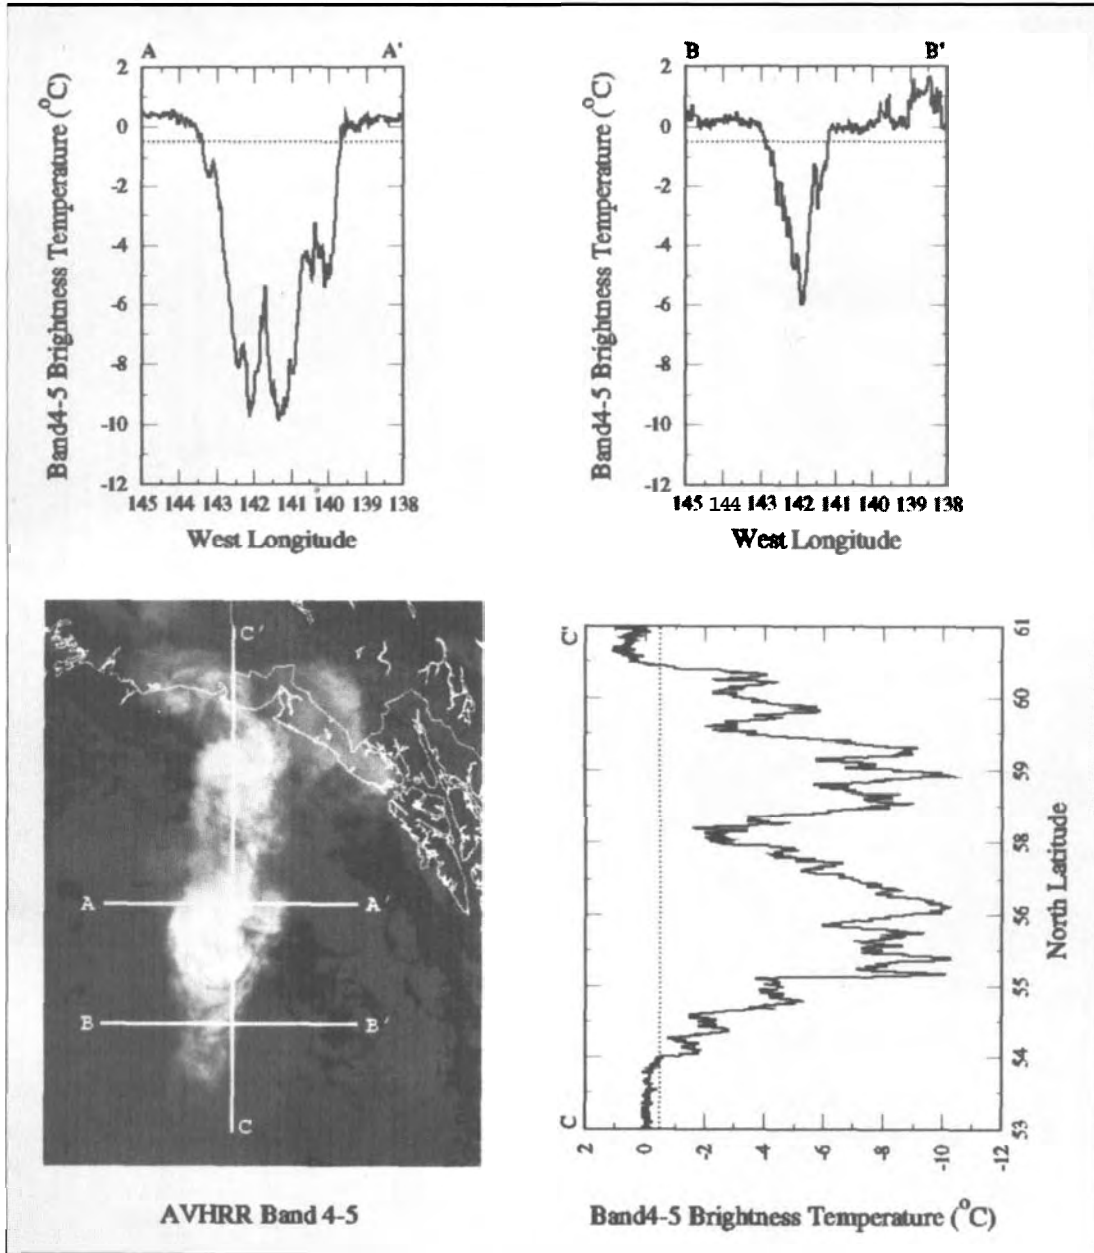 A A'
2
0
-2
-4
-6
-8
-10
-12
Band4-5 Brightness Temperature (°C)
145 144 143 142 141 140 139 138
West Longitude
B B'
2
0
-2
-4
-6
-8
-10
-12
Band4-5 Brightness Temperature (°C)
145 144 143 142 141 140 139 138
West Longitude
C'
A A'
B B'
C
AVHRR Band 4-5
C C'
53 54 55 56 58 59 60 61
North Latitude
2 0 -2 -4 -6 -8 -10 -12
Band4-5 Brightness Temperature (°C)